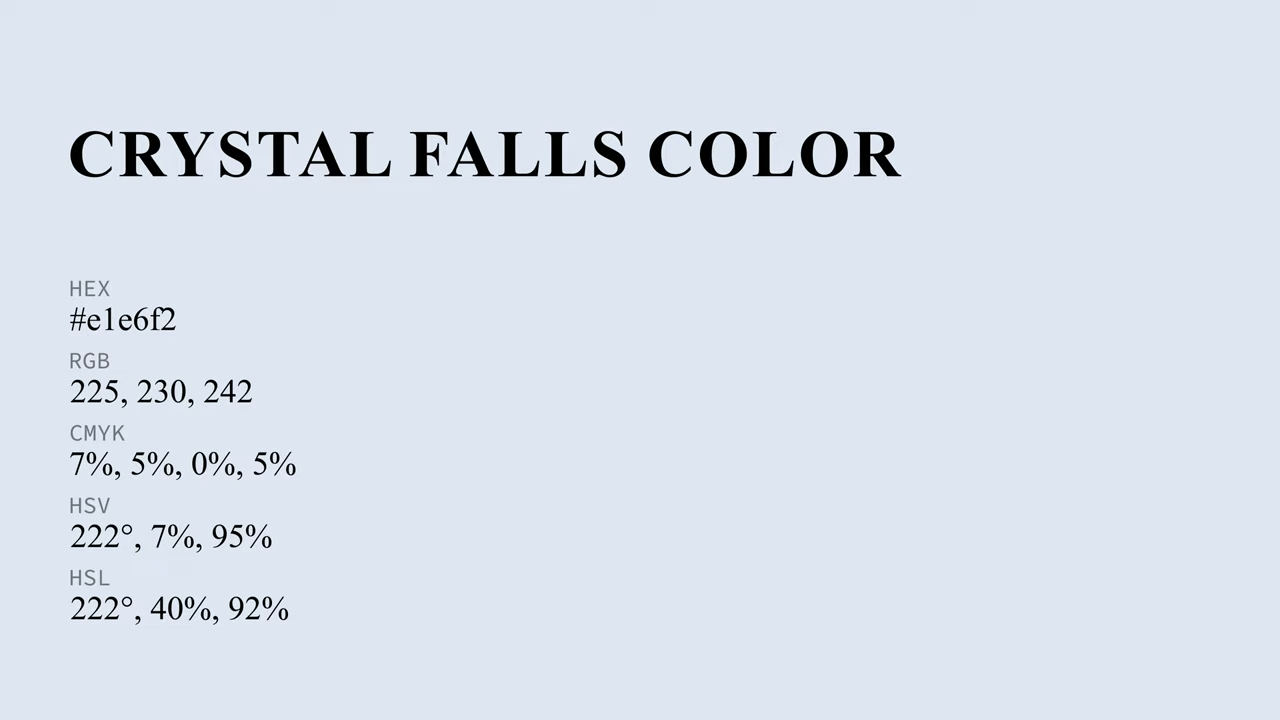 CRYSTAL FALLS COLOR
HEX
#e1e6f2
RGB
225, 230, 242
CMYK
7%, 5%, 0%, 5%
HSV
222°, 7%, 95%
HSL
222°, 40%, 92%